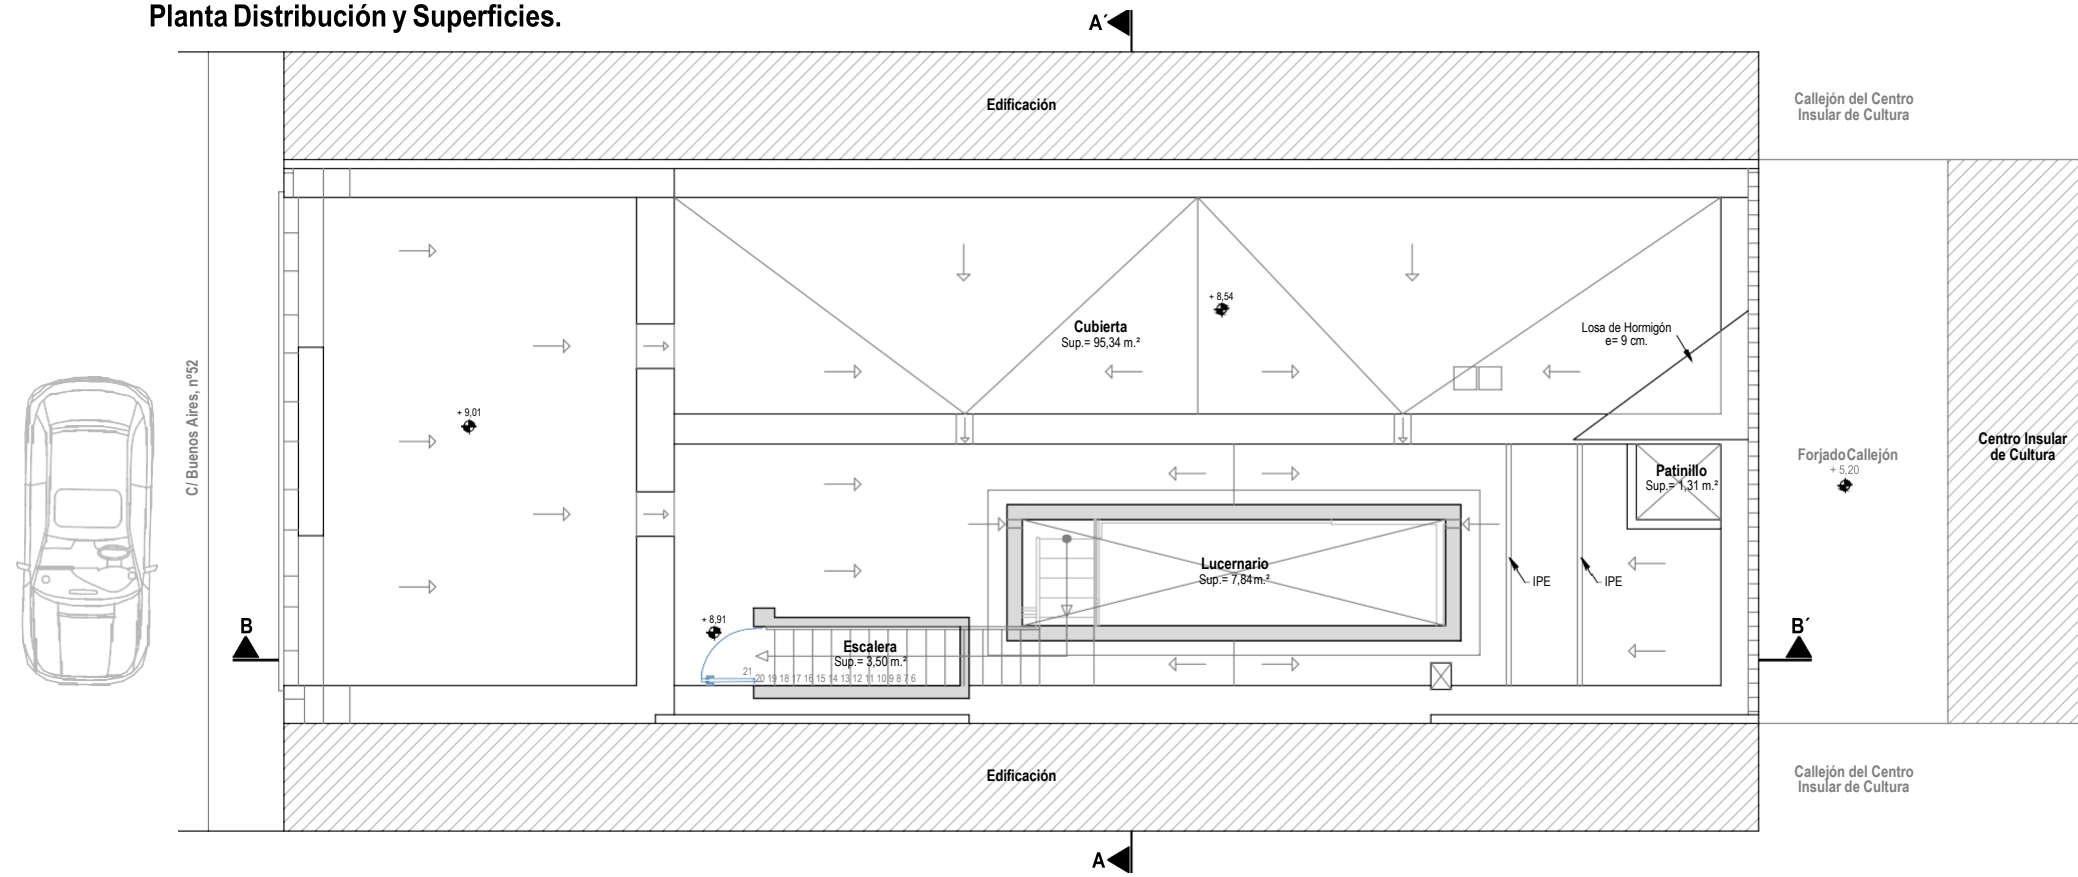 Planta Distribución y Superficies.
A´
Edificación
Callejón del Centro
Insular de Cultura
+ 8,54
Cubierta
Sup.= 95,34 m.²
Losa de Hormigón
e= 9 cm.
C/ Buenos Aires, nº52
+ 9,01
Centro Insular
de Cultura
Forjado Callejón
+ 5,20
Patinillo
Sup.= 1,31 m.²
Lucernario
Sup.= 7,84 m.²
IPE
IPE
+ 8,91
B
B´
Escalera
Sup.= 3,50 m.²
21
20 19 18 17 16 15 14 13 12 11 10 9 8 7 6
Edificación
Callejón del Centro
Insular de Cultura
A